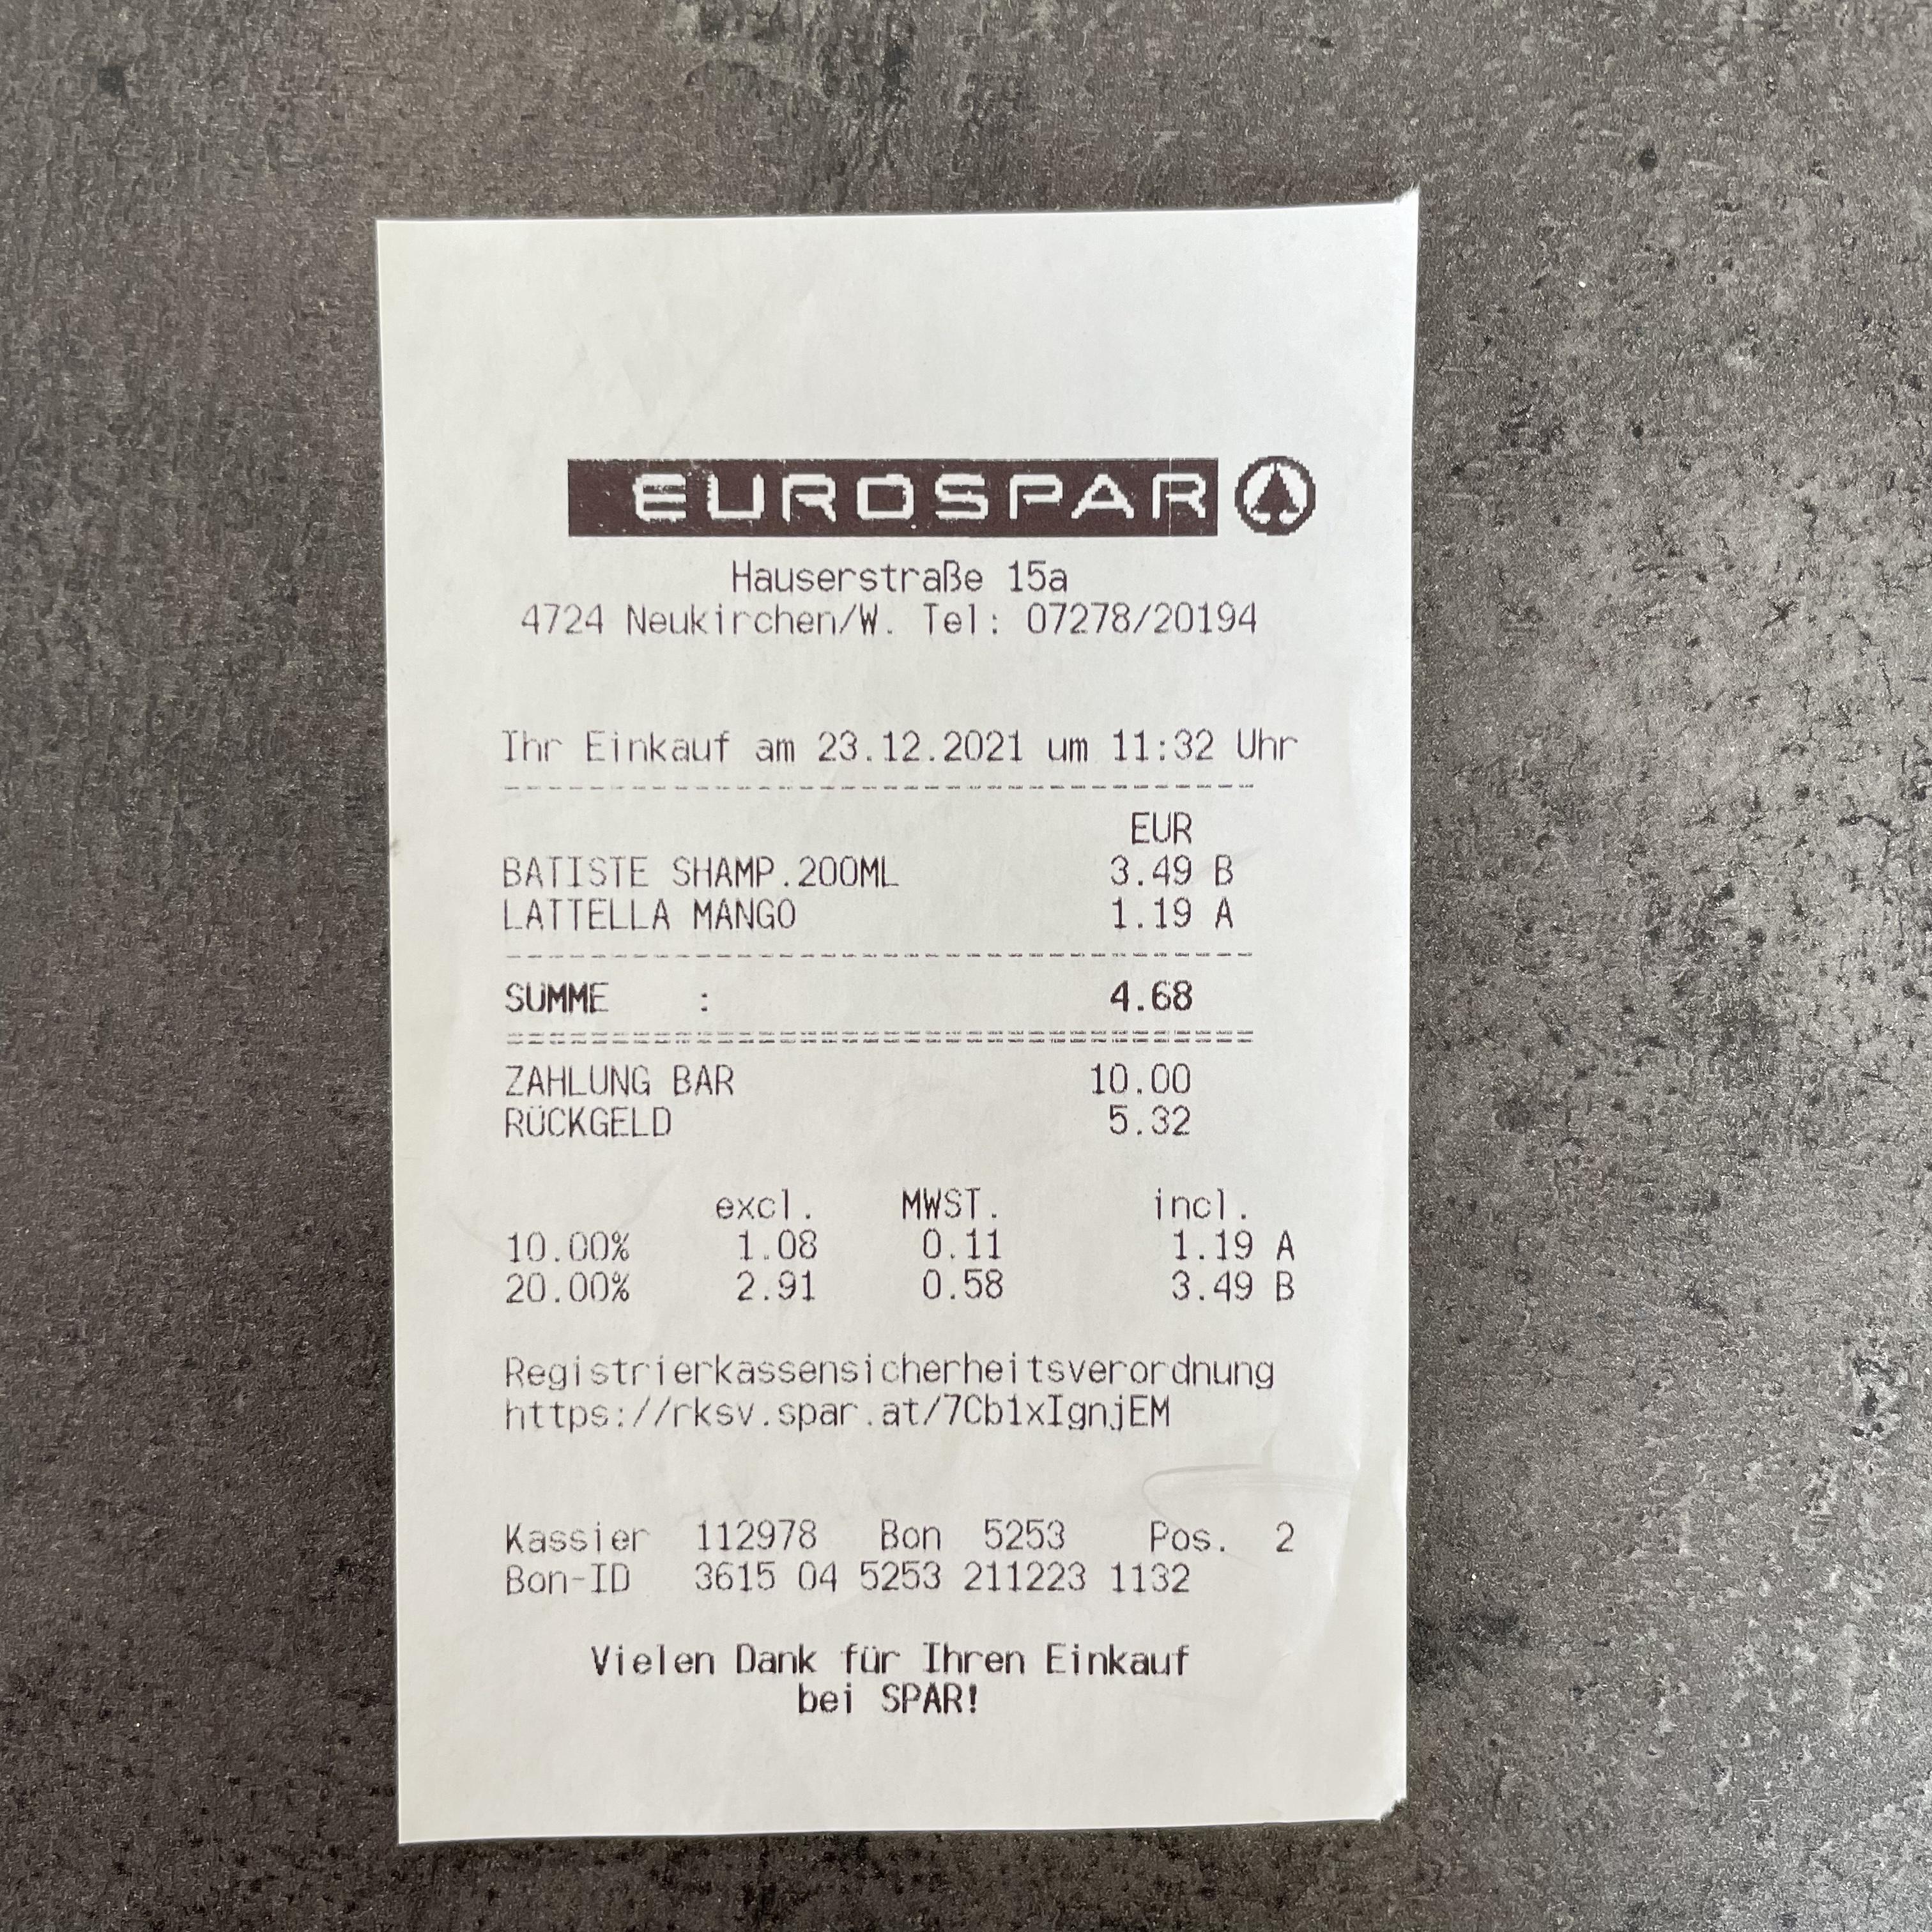 EUROSPAR
Hauserstraße 15a
4724 Neukirchen/W. Tel: 07278/20194
Ihr Einkauf am 23.12.2021 um 11:32 Uhr
EUR
BATISTE SHAMP.200ML 3.49 B
LATTELLA MANGO 1.19 A
SUMME : 4.68
ZAHLUNG BAR 10.00
RÜCKGELD 5.32
excl. MWST. incl.
10.00% 1.08 0.11 1.19 A
20.00% 2.91 0.58 3.49 B
Registrierkassensicherheitsverordnung
https://rksv.spar.at/7Cb1xIgnjEM
Kassier 112978 Bon 5253 Pos. 2
Bon-ID 3615 04 5253 211223 1132
Vielen Dank für Ihren Einkauf
bei SPAR!